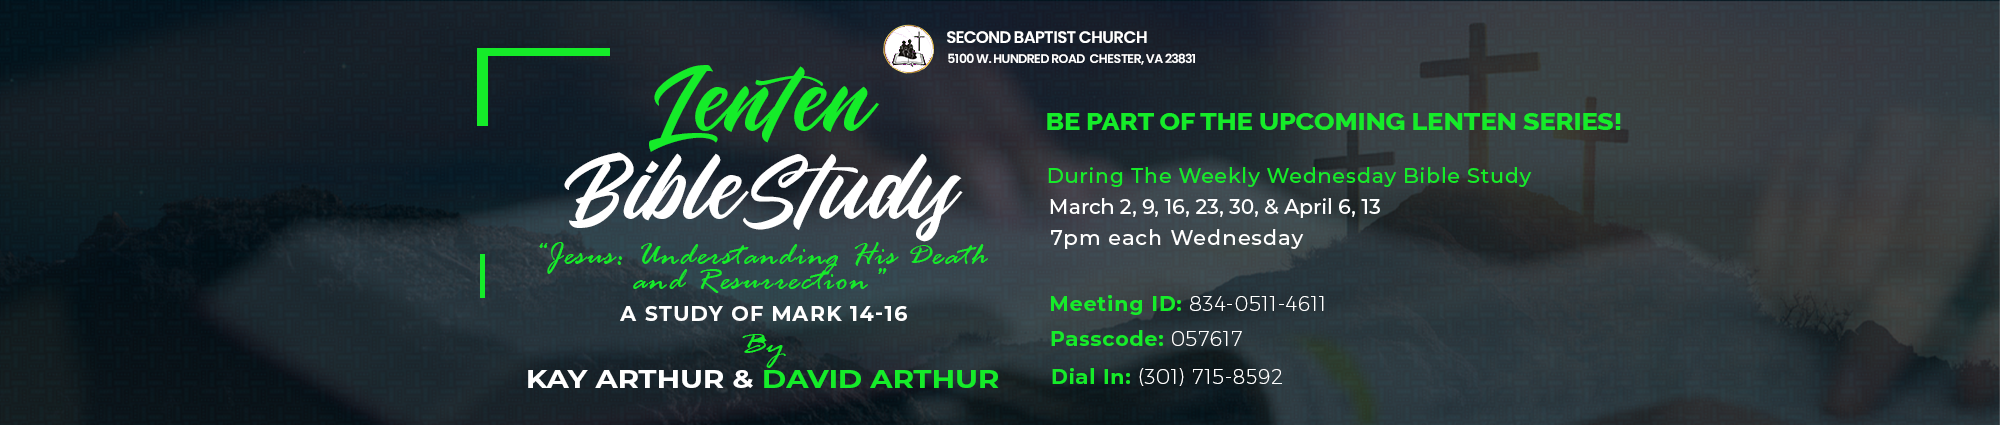 SECOND BAPTIST CHURCH
5100 W. HUNDRED ROAD CHESTER, VA 23831
Lenten
Bible Study
“Jesus: Understanding His Death
and Resurrection”
A STUDY OF MARK 14-16
By
KAY ARTHUR & DAVID ARTHUR
BE PART OF THE UPCOMING LENTEN SERIES!
During The Weekly Wednesday Bible Study
March 2, 9, 16, 23, 30, & April 6, 13
7pm each Wednesday
Meeting ID: 834-0511-4611
Passcode: 057617
Dial In: (301) 715-8592